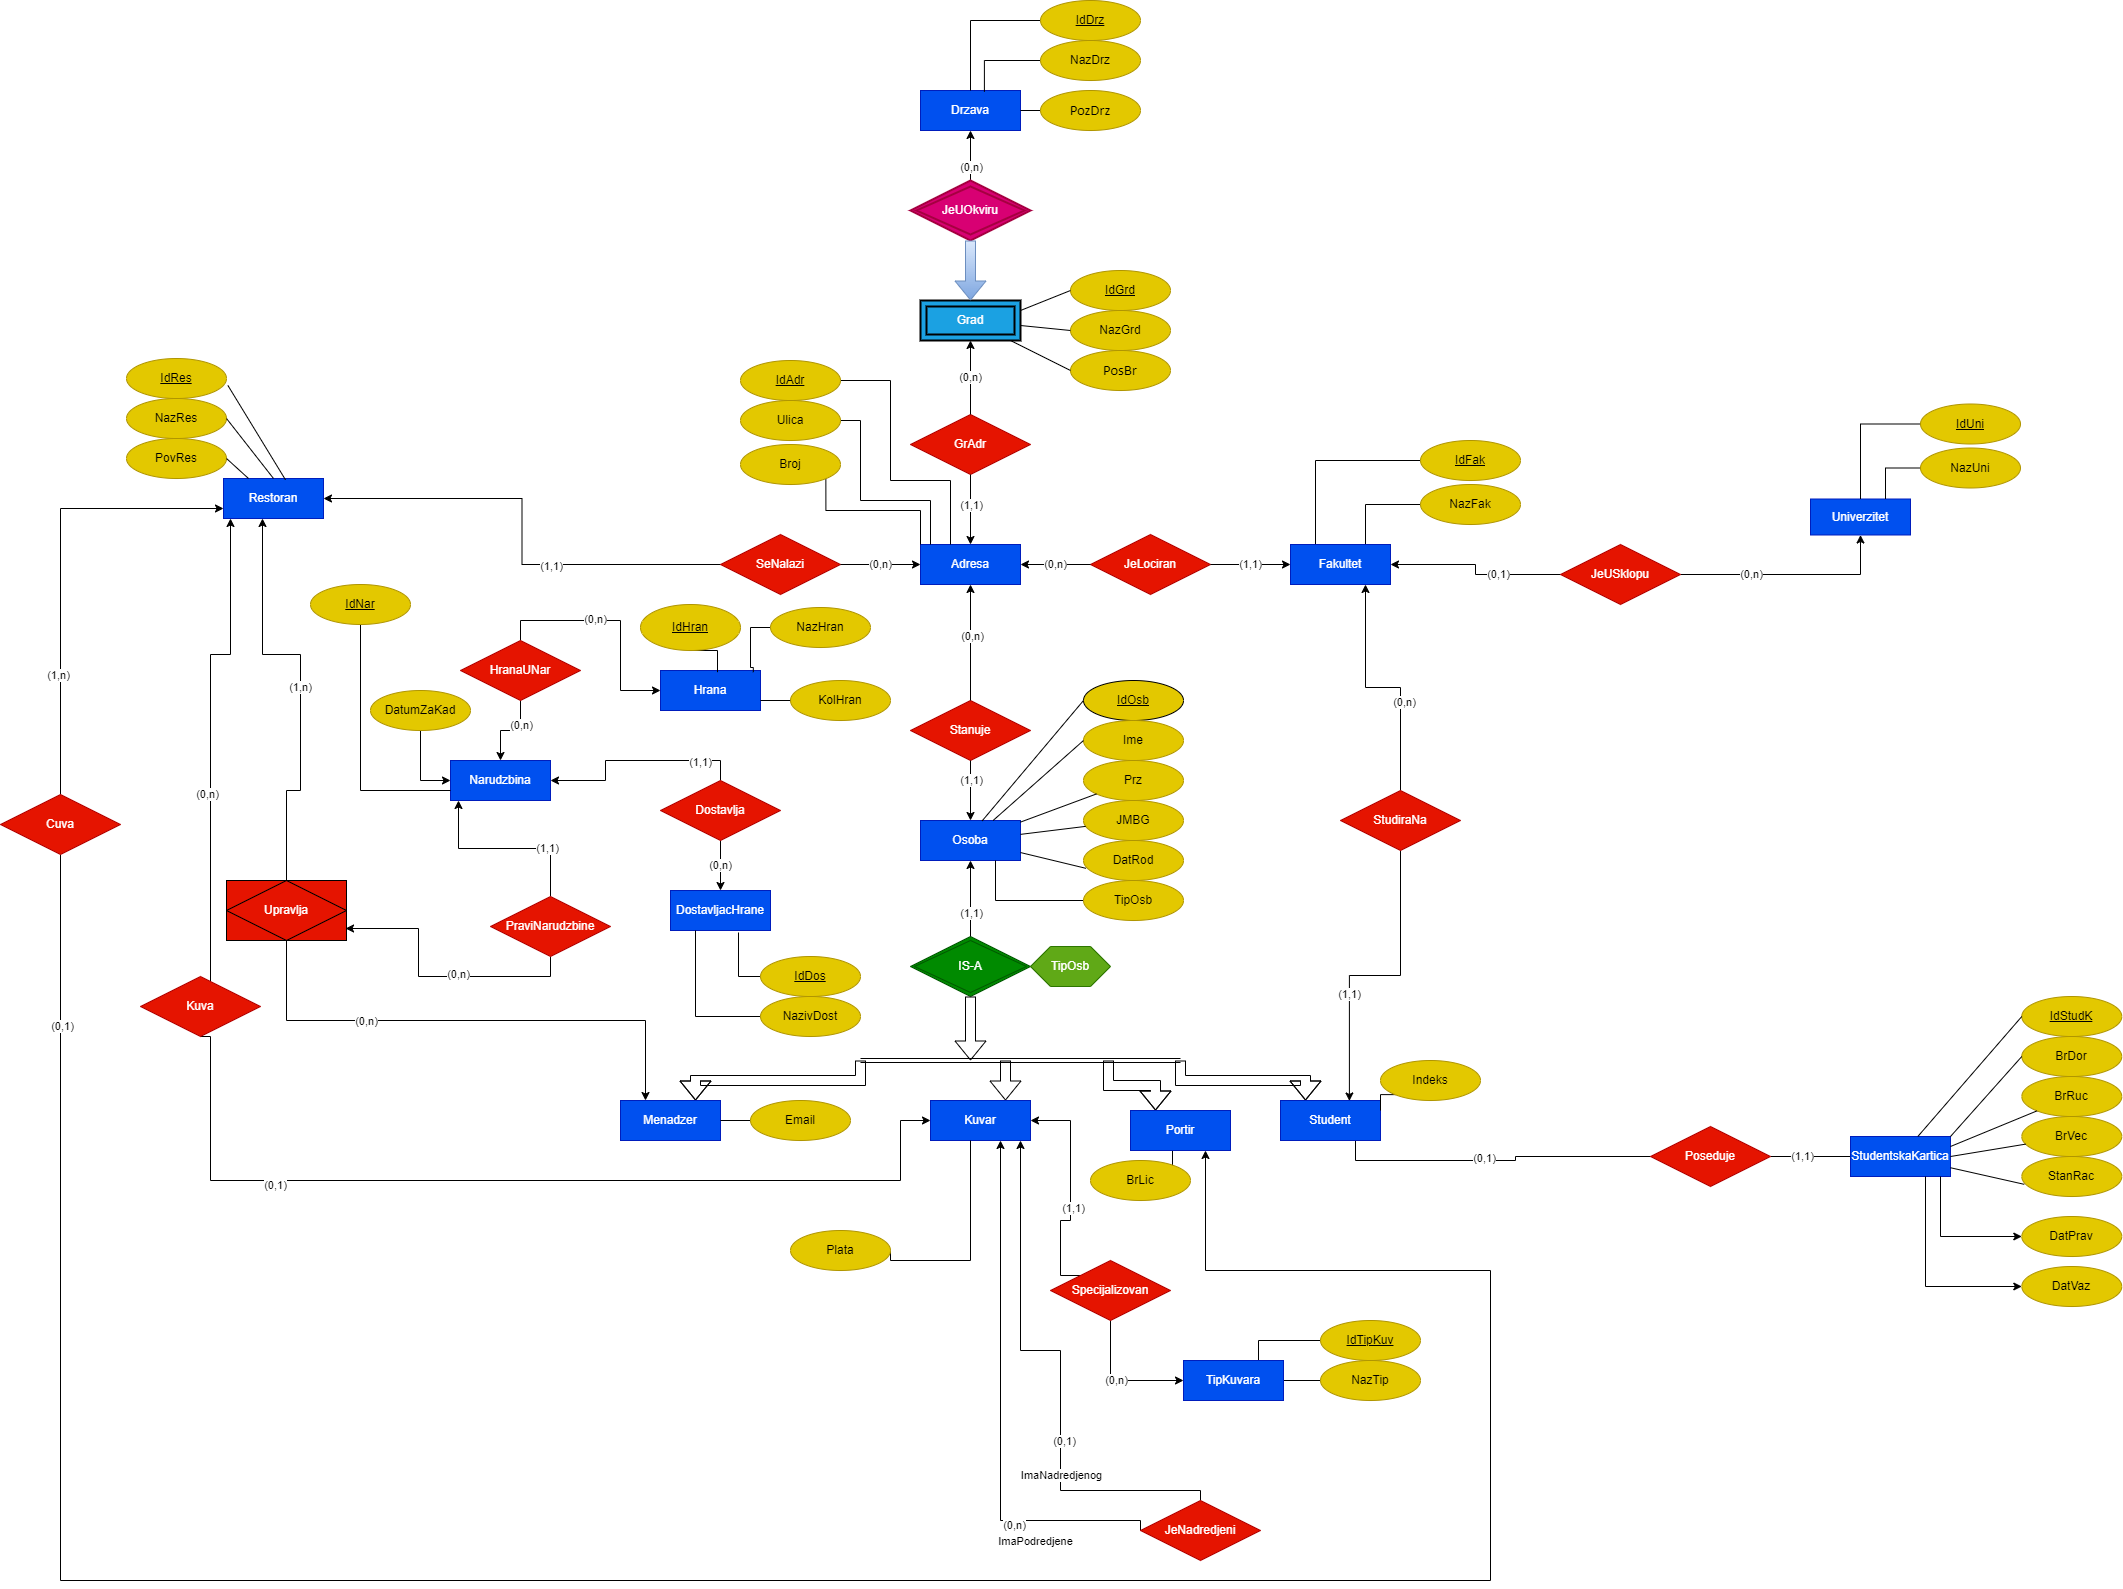 IdDrz
NazDrz
Drzava
PozDrz
(0,n)
JeUOkviru
IdGrd
Grad
NazGrd
PosBr
(0,n)
IdRes
NazRes
PovRes
Restoran
IdAdr
Ulica
Broj
GrAdr
(1,1)
IdFak
NazFak
IdUni
NazUni
Univerzitet
(1,1)
SeNalazi
(0,n)
Adresa
(0,n)
JeLociran
(1,1)
Fakultet
(0,1)
JeUSklopu
(0,n)
IdNar
(0,n)
IdHran
NazHran
(0,n)
HranaUNar
Hrana
KolHran
(1,n)
(1,n)
DatumZaKad
(0,n)
IdOsb
(0,n)
Stanuje
Ime
Narudzbina
(1,1)
(1,1)
Prz
(0,n)
Cuva
Dostavlja
JMBG
StudiraNa
Osoba
(1,1)
(0,n)
DatRod
TipOsb
Upravlja
PraviNarudzbine
DostavljacHrane
(1,1)
IS-A
TipOsb
(0,n)
IdDos
Kuva
NazivDost
(1,1)
(0,1)
(0,n)
IdStudK
BrDor
BrRuc
BrVec
StanRac
DatPrav
DatVaz
Indeks
Menadzer
Email
Kuvar
Portir
Student
(0,1)
Poseduje
(1,1)
StudentskaKartica
(0,1)
BrLic
(1,1)
Plata
Specijalizovan
IdTipKuv
(0,n)
TipKuvara
NazTip
(0,1)
ImaNadredjenog
(0,n)
ImaPodredjene
JeNadredjeni